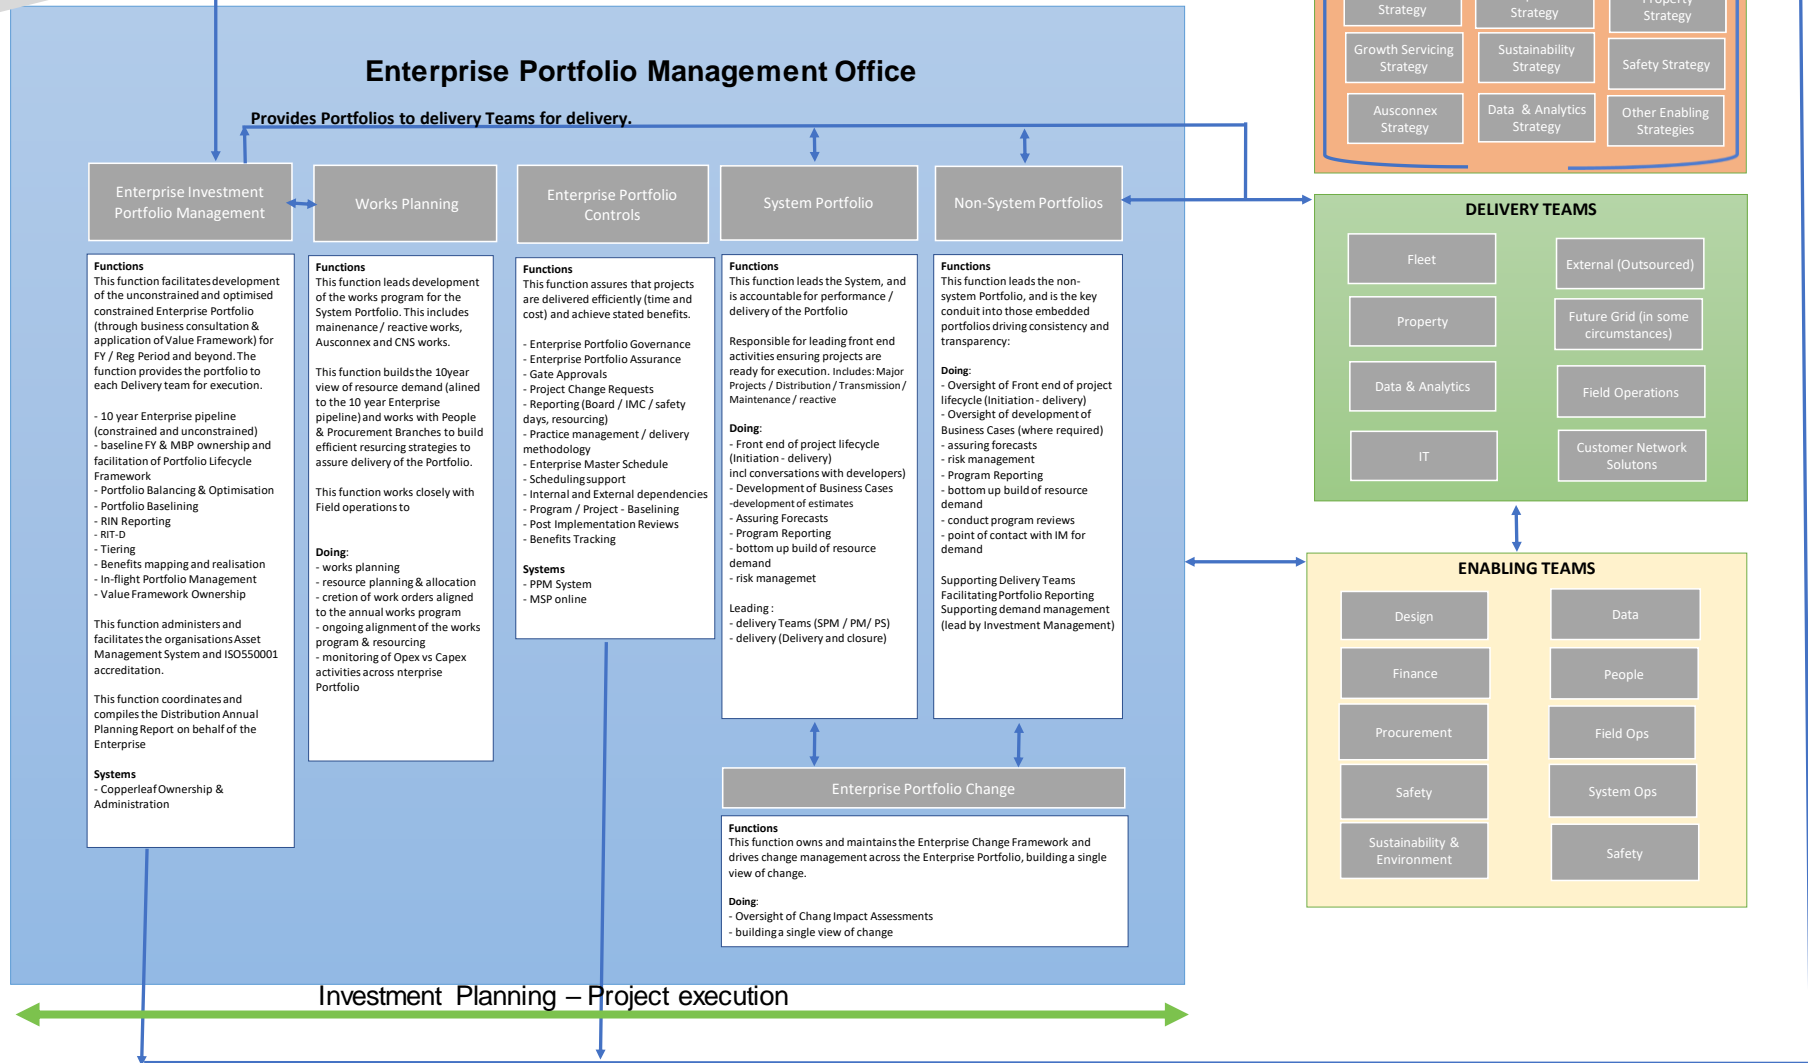 Enterprise Portfolio Management Office
Provides Portfolios to delivery Teams for delivery.
Enterprise Investment
Portfolio Management
Works Planning
Enterprise Portfolio
Controls
System Portfolio
Non-System Portfolios
Functions
This function facilitates development
of the unconstrained and optimised
constrained Enterprise Portfolio
(through business consultation &
application of Value Framework) for
FY / Reg Period and beyond. The
function provides the portfolio to
each Delivery team for execution.
- 10 year Enterprise pipeline
(constrained and unconstrained)
- baseline FY & MBP ownership and
facilitation of Portfolio Lifecycle
Framework
- Portfolio Balancing & Optimisation
- Portfolio Baselining
- RIN Reporting
- RIT-D
- Tiering
- Benefits mapping and realisation
- In-flight Portfolio Management
- Value Framework Ownership
This function administers and
facilitates the organisations Asset
Management System and ISO550001
accreditation.
This function coordinates and
compiles the Distribution Annual
Planning Report on behalf of the
Enterprise
Systems
- Copperleaf Ownership &
Administration
Functions
This function leads development
of the works program for the
System Portfolio. This includes
mainenance / reactive works,
Ausconnex and CNS works.
This function builds the 10year
view of resource demand (alined
to the 10 year Enterprise
pipeline) and works with People
& Procurement Branches to build
efficient resurcing strategies to
assure delivery of the Portfolio.
This function works closely with
Field operations to
Doing:
- works planning
- resource planning & allocation
- cretion of work orders aligned
to the annual works program
- ongoing alignment of the works
program & resourcing
- monitoring of Opex vs Capex
activities across nterprise
Portfolio
Functions
This function assures that projects
are delivered efficiently (time and
cost) and achieve stated benefits.
- Enterprise Portfolio Governance
- Enterprise Portfolio Assurance
- Gate Approvals
- Project Change Requests
- Reporting (Board / IMC / safety
days, resourcing)
- Practice management / delivery
methodology
- Enterprise Master Schedule
- Scheduling support
- Internal and External dependencies
- Program / Project - Baselining
- Post Implementation Reviews
- Benefits Tracking
Systems
- PPM System
- MSP online
Functions
This function leads the System, and
is accountable for performance /
delivery of the Portfolio
Responsible for leading front end
activities ensuring projects are
ready for execution. Includes: Major
Projects / Distribution / Transmission /
Maintenance / reactive
Doing:
- Front end of project lifecycle
(Initiation - delivery)
incl conversations with developers)
- Development of Business Cases
-development of estimates
- Assuring Forecasts
- Program Reporting
- bottom up build of resource
demand
- risk managemet
Leading :
- delivery Teams (SPM / PM/ PS)
- delivery (Delivery and closure)
Functions
This function leads the non-
system Portfolio, and is the key
conduit into those embedded
portfolios driving consistency and
transparency:
Doing:
- Oversight of Front end of project
lifecycle (Initiation - delivery)
- Oversight of development of
Business Cases (where required)
- assuring forecasts
- risk management
- Program Reporting
- bottom up build of resource
demand
- conduct program reviews
- point of contact with IM for
demand
Supporting Delivery Teams
Facilitating Portfolio Reporting
Supporting demand management
(lead by Investment Management)
Enterprise Portfolio Change
Functions
This function owns and maintains the Enterprise Change Framework and
drives change management across the Enterprise Portfolio, building a single
view of change.
Doing:
- Oversight of Chang Impact Assessments
- building a single view of change
Investment Planning – Project execution
Strategy
Strategy
Property
Strategy
Growth Servicing
Strategy
Sustainability
Strategy
Safety Strategy
Ausconnex
Strategy
Data & Analytics
Strategy
Other Enabling
Strategies
DELIVERY TEAMS
Fleet
External (Outsourced)
Property
Future Grid (in some
circumstances)
Data & Analytics
Field Operations
IT
Customer Network
Solutons
ENABLING TEAMS
Design
Data
Finance
People
Procurement
Field Ops
Safety
System Ops
Sustainability &
Environment
Safety